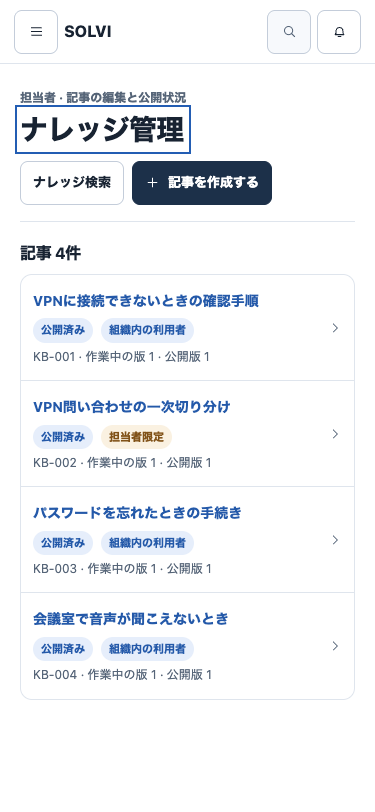 SOLVI
担当者 · 記事の編集と公開状況
ナレッジ管理
ナレッジ検索
+ 記事を作成する
記事 4件
VPNに接続できないときの確認手順
公開済み 組織内の利用者
KB-001 · 作業中の版 1 · 公開版 1
VPN問い合わせの一次切り分け
公開済み 担当者限定
KB-002 · 作業中の版 1 · 公開版 1
パスワードを忘れたときの手続き
公開済み 組織内の利用者
KB-003 · 作業中の版 1 · 公開版 1
会議室で音声が聞こえないとき
公開済み 組織内の利用者
KB-004 · 作業中の版 1 · 公開版 1